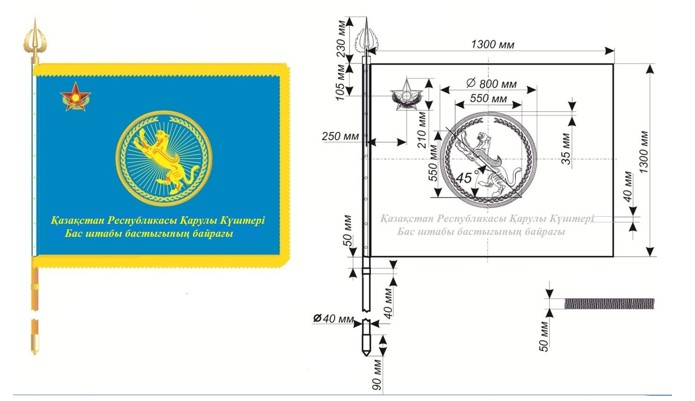 Қазақстан Республикасы Қарулы Күштері
Бас штабы бастығының байрағы
230 мм
1300 мм
105 мм
Ø 800 мм
550 мм
210 мм
250 мм
35 мм
1300 мм
550 мм
45°
40 мм
Қазақстан Республикасы Қарулы Күштері
Бас штабы бастығының байрағы
50 мм
40 мм
Ø40 мм
50 мм
90 мм